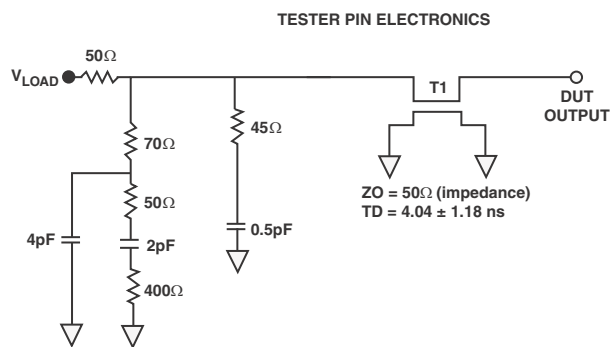 TESTER PIN ELECTRONICS
50Ω
VLOAD
T1
DUT
OUTPUT
70Ω
45Ω
50Ω
4pF
2pF
0.5pF
400Ω
ZO = 50Ω (impedance)
TD = 4.04 ± 1.18 ns